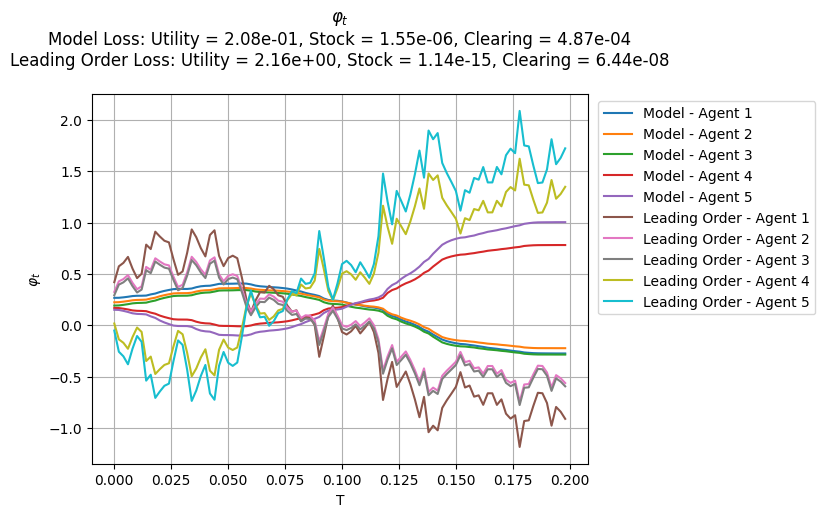 φt
Model Loss: Utility = 2.08e-01, Stock = 1.55e-06, Clearing = 4.87e-04
Leading Order Loss: Utility = 2.16e+00, Stock = 1.14e-15, Clearing = 6.44e-08
φt
2.0
1.5
1.0
0.5
0.0
−0.5
−1.0
0.000 0.025 0.050 0.075 0.100 0.125 0.150 0.175 0.200
T
Model - Agent 1
Model - Agent 2
Model - Agent 3
Model - Agent 4
Model - Agent 5
Leading Order - Agent 1
Leading Order - Agent 2
Leading Order - Agent 3
Leading Order - Agent 4
Leading Order - Agent 5